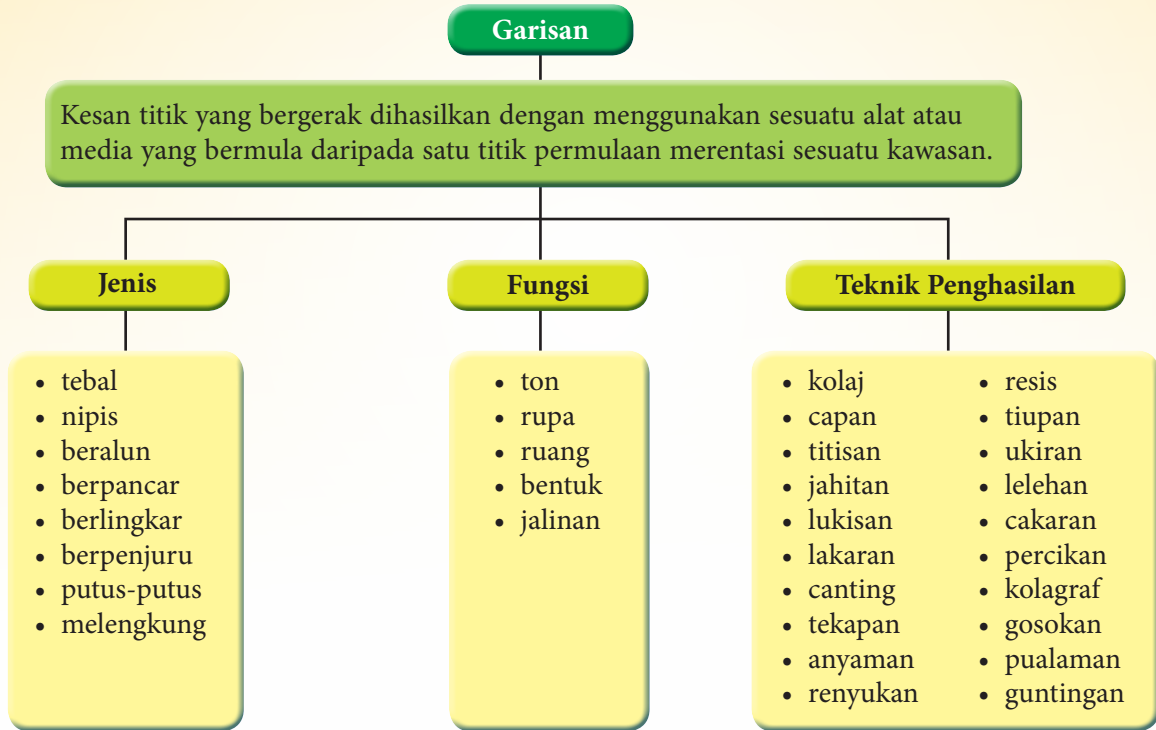 Garisan
Kesan titik yang bergerak dihasilkan dengan menggunakan sesuatu alat atau
media yang bermula daripada satu titik permulaan merentasi sesuatu kawasan.
Jenis
• tebal
• nipis
• beralun
• berpancar
• berlingkar
• berpenjuru
• putus-putus
• melengkung
Fungsi
• ton
• rupa
• ruang
• bentuk
• jalinan
Teknik Penghasilan
• kolaj
• capan
• titisan
• jahitan
• lukisan
• lakaran
• canting
• tekapan
• anyaman
• renyukan
• resis
• tiupan
• ukiran
• lelehan
• cakaran
• percikan
• kolagraf
• gosokan
• pualaman
• guntingan